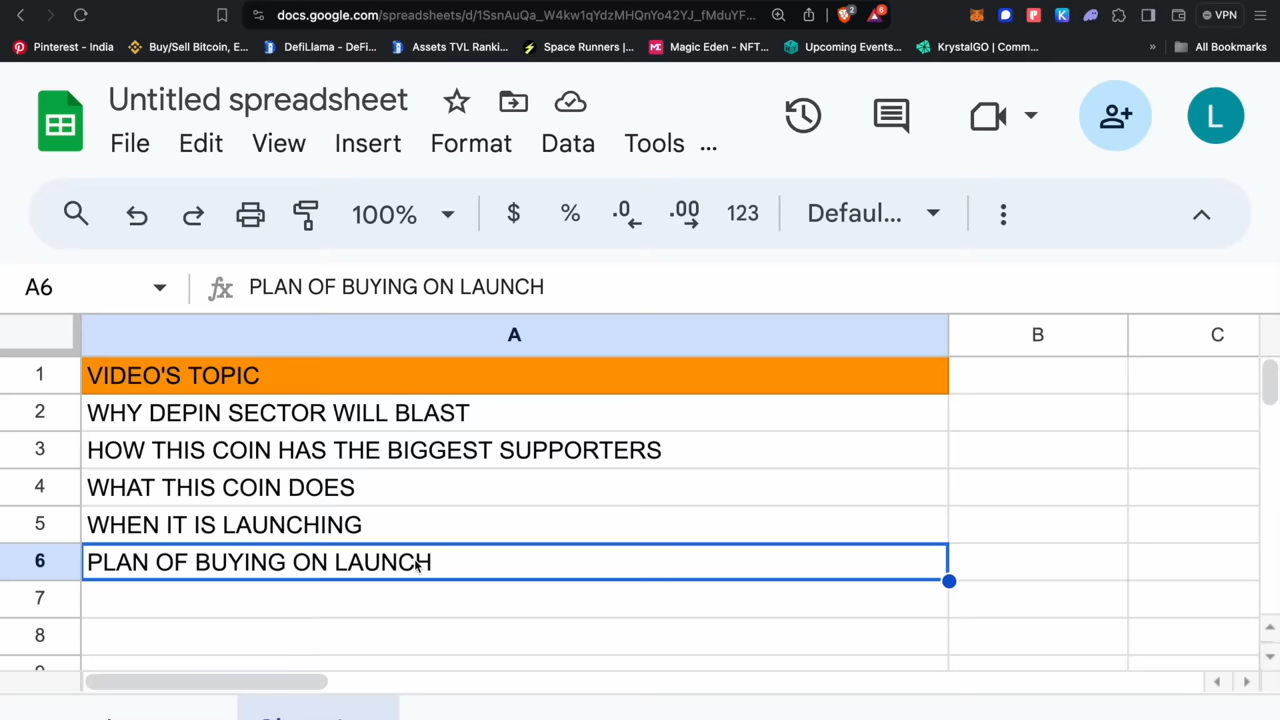 docs.google.com/spreadsheets/d/1SsnAuQa_W4kw1qYdzMHQnYo42YJ_fMduYF...
2
6
VPN
Pinterest - India
Buy/Sell Bitcoin, E...
DefiLlama - DeFi...
Assets TVL Ranki...
Space Runners |...
Magic Eden - NFT...
Upcoming Events...
KrystalGO | Comm...
»
All Bookmarks
Untitled spreadsheet
File Edit View Insert Format Data Tools ...
L
100%
$ % .0 .00 123
Defaul...
A6
fx PLAN OF BUYING ON LAUNCH
A B C
1 VIDEO'S TOPIC
2 WHY DEPIN SECTOR WILL BLAST
3 HOW THIS COIN HAS THE BIGGEST SUPPORTERS
4 WHAT THIS COIN DOES
5 WHEN IT IS LAUNCHING
6 PLAN OF BUYING ON LAUNCH
7
8